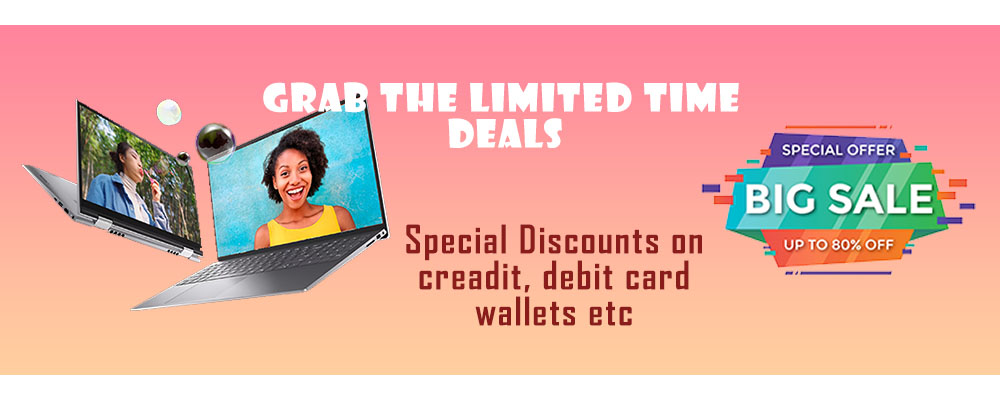 GRAB THE LIMITED TIME
DEALS
SPECIAL OFFER
BIG SALE
UP TO 80% OFF
Special Discounts on
creadit, debit card
wallets etc